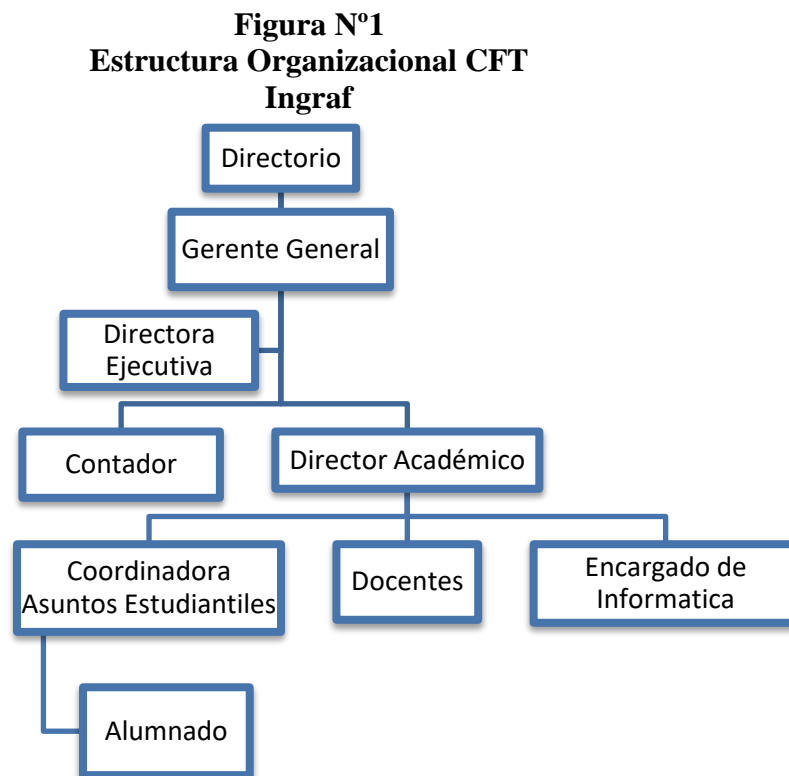 Figura Nº1
Estructura Organizacional CFT
Ingraf
Directorio
Gerente General
Directora
Ejecutiva
Contador
Director Académico
Coordinadora
Asuntos Estudiantiles
Docentes
Encargado de
Informatica
Alumnado